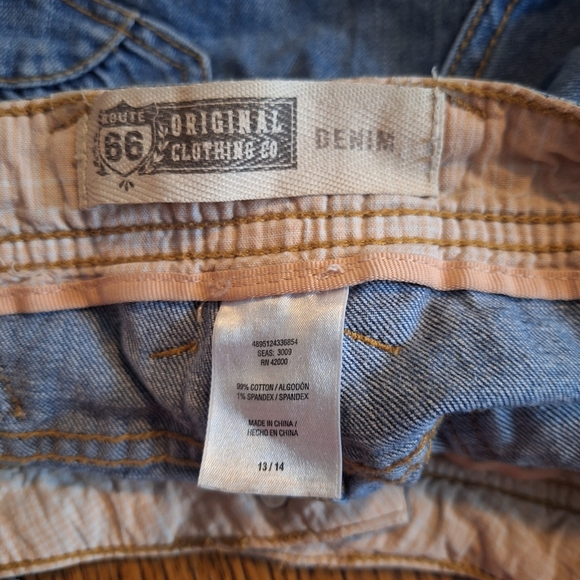 ROUTE
66
ORIGINAL
CLOTHING CO.
DENIM
4895124336854
SEAS: 3009
RN 42000
99% COTTON / ALGODÓN
1% SPANDEX / SPANDEX
MADE IN CHINA /
HECHO EN CHINA
13 / 14